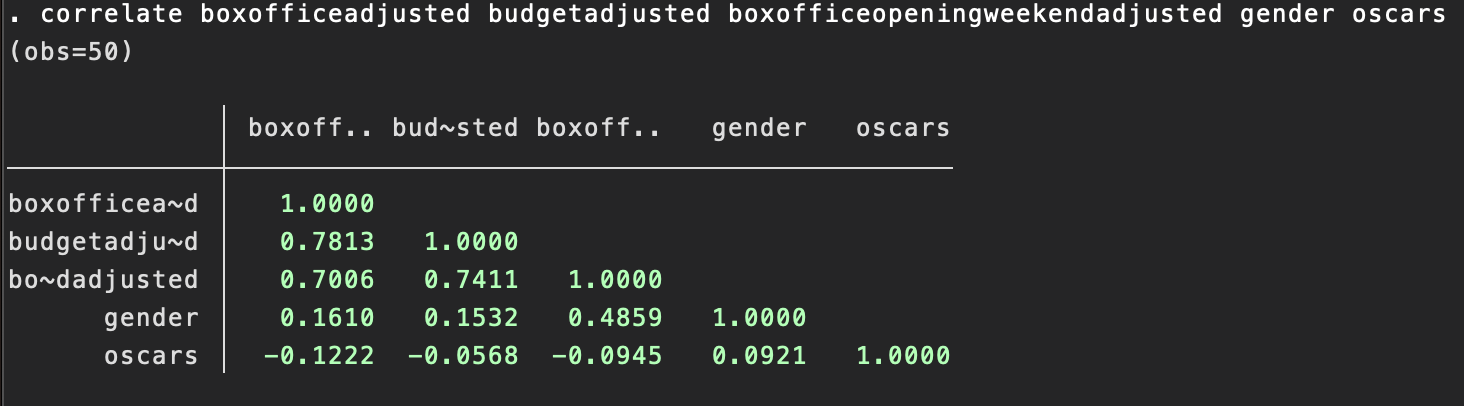 . correlate boxofficeadjusted budgetadjusted boxofficeopeningweekendadjusted gender oscars
(obs=50)
boxoff.. bud~sted boxoff.. gender oscars
boxofficea~d 1.0000
budgetadju~d 0.7813 1.0000
bo~dadjusted 0.7006 0.7411 1.0000
gender 0.1610 0.1532 0.4859 1.0000
oscars -0.1222 -0.0568 -0.0945 0.0921 1.0000